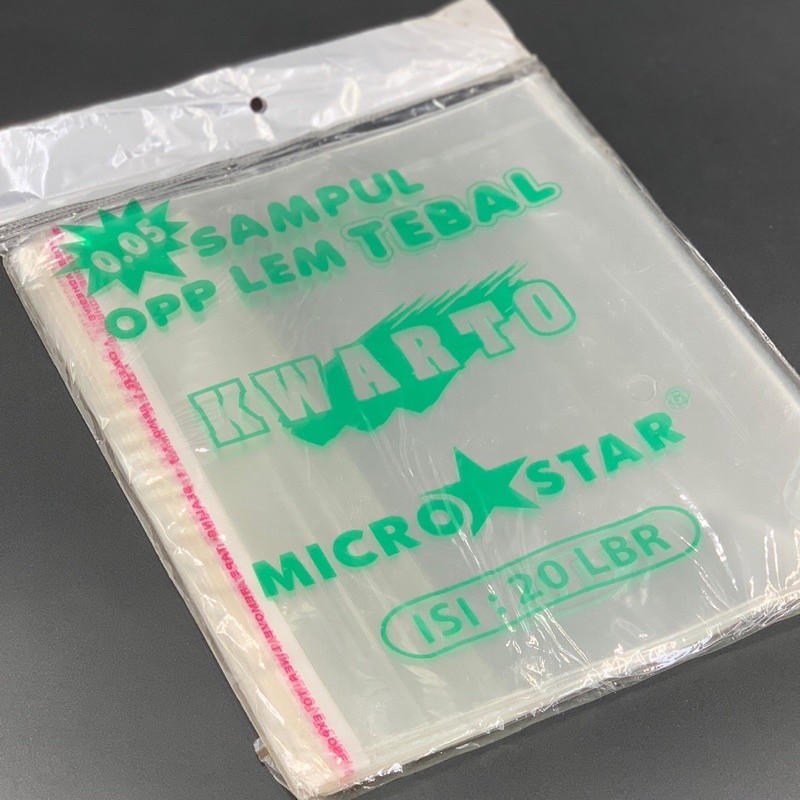 0,05
SAMPUL
OPP LEM TEBAL
KWARTO
MICRO STAR®
ISI : 20 LBR